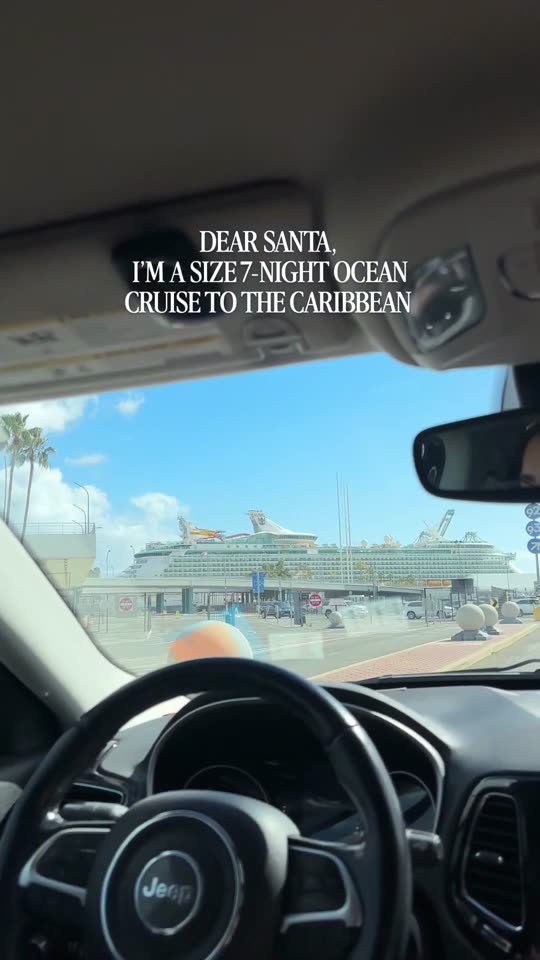 DEAR SANTA,
I'M A SIZE 7-NIGHT OCEAN
CRUISE TO THE CARIBBEAN
Jeep